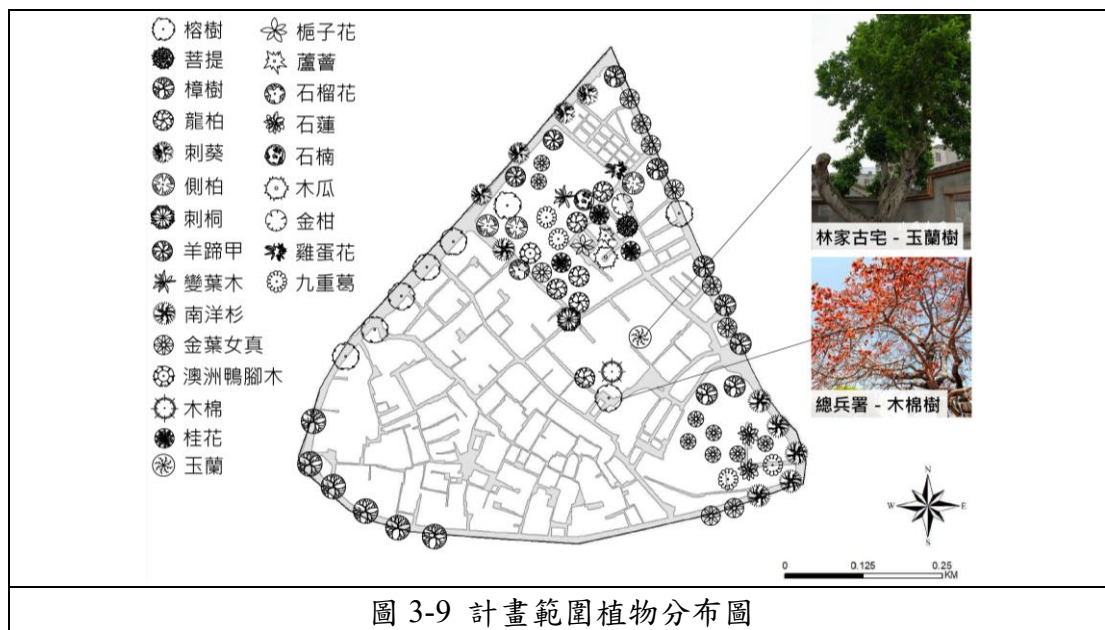 榕樹
菩提
樟樹
龍柏
刺葵
側柏
刺桐
羊蹄甲
變葉木
南洋杉
金葉女真
澳洲鴨腳木
木棉
桂花
玉蘭
梔子花
蘆薈
石榴花
石蓮
石楠
木瓜
金柑
雞蛋花
九重葛
林家古宅 - 玉蘭樹
總兵署 - 木棉樹
N
W E
S
0 0.125 0.25
KM
圖 3-9 計畫範圍植物分布圖